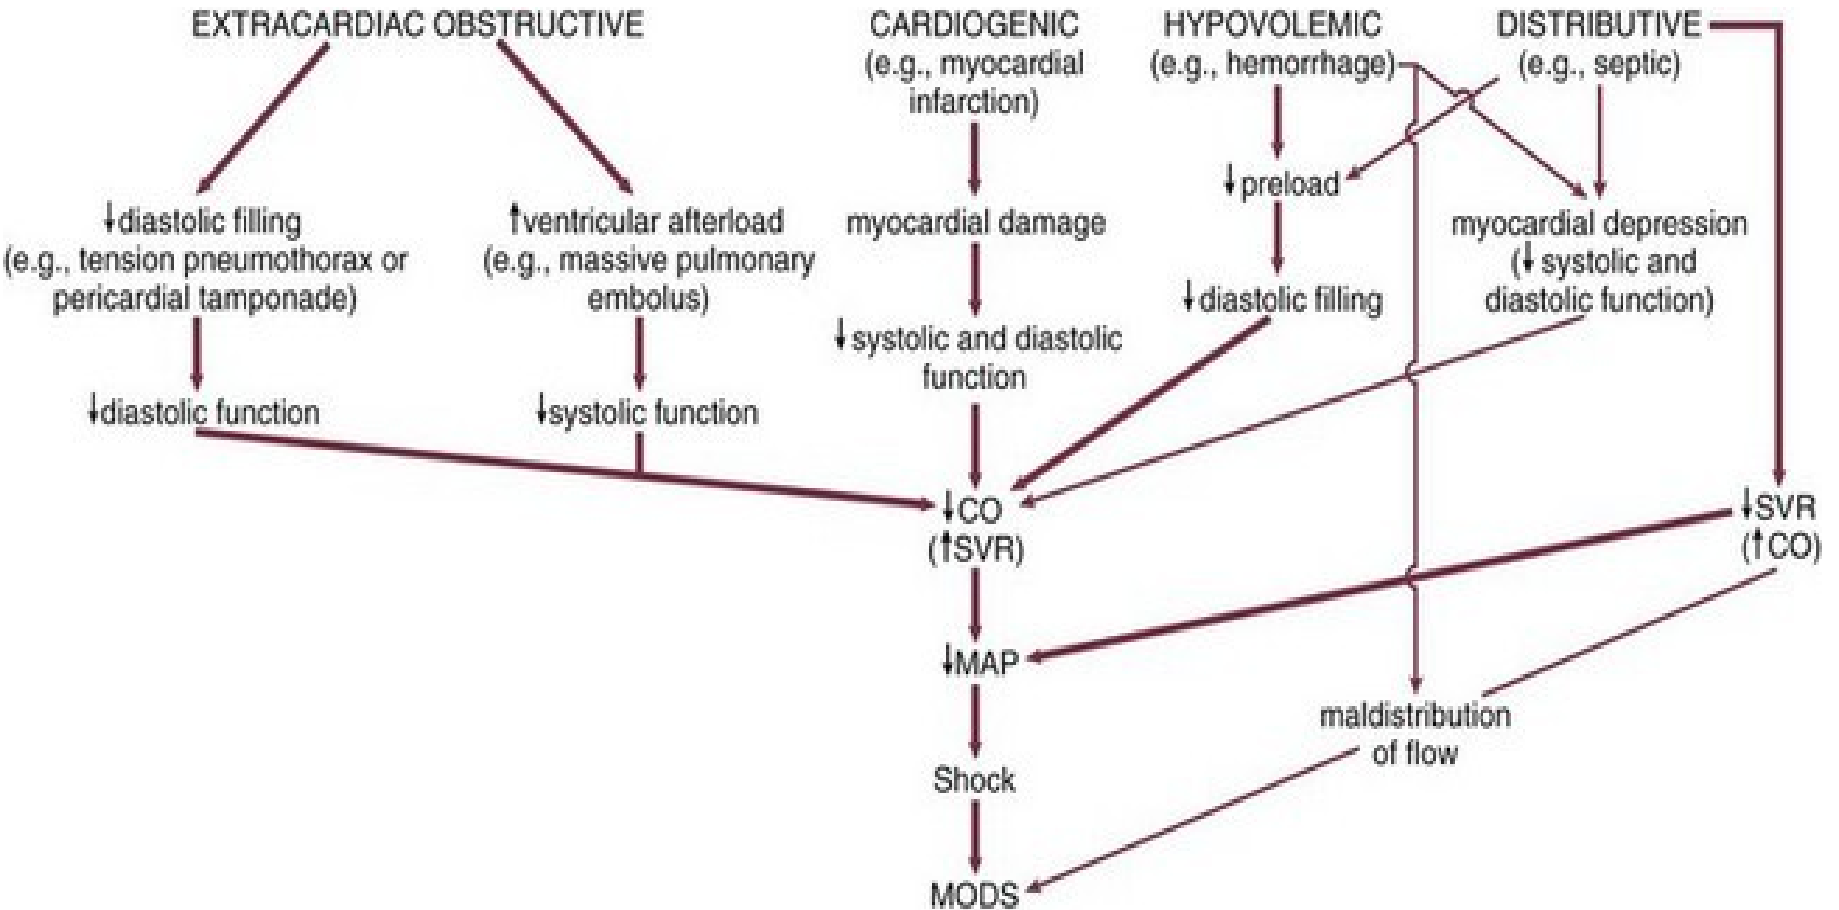 EXTRACARDIAC OBSTRUCTIVE
CARDIOGENIC
(e.g., myocardial
infarction)
HYPOVOLEMIC
(e.g., hemorrhage)
DISTRIBUTIVE
(e.g., septic)
↓diastolic filling
(e.g., tension pneumothorax or
pericardial tamponade)
↑ventricular afterload
(e.g., massive pulmonary
embolus)
myocardial damage
↓preload
myocardial depression
(↓ systolic and
diastolic function)
↓diastolic filling
↓systolic and diastolic
function
↓diastolic function
↓systolic function
↓CO
(↑SVR)
↓SVR
(↑CO)
↓MAP
maldistribution
of flow
Shock
MODS